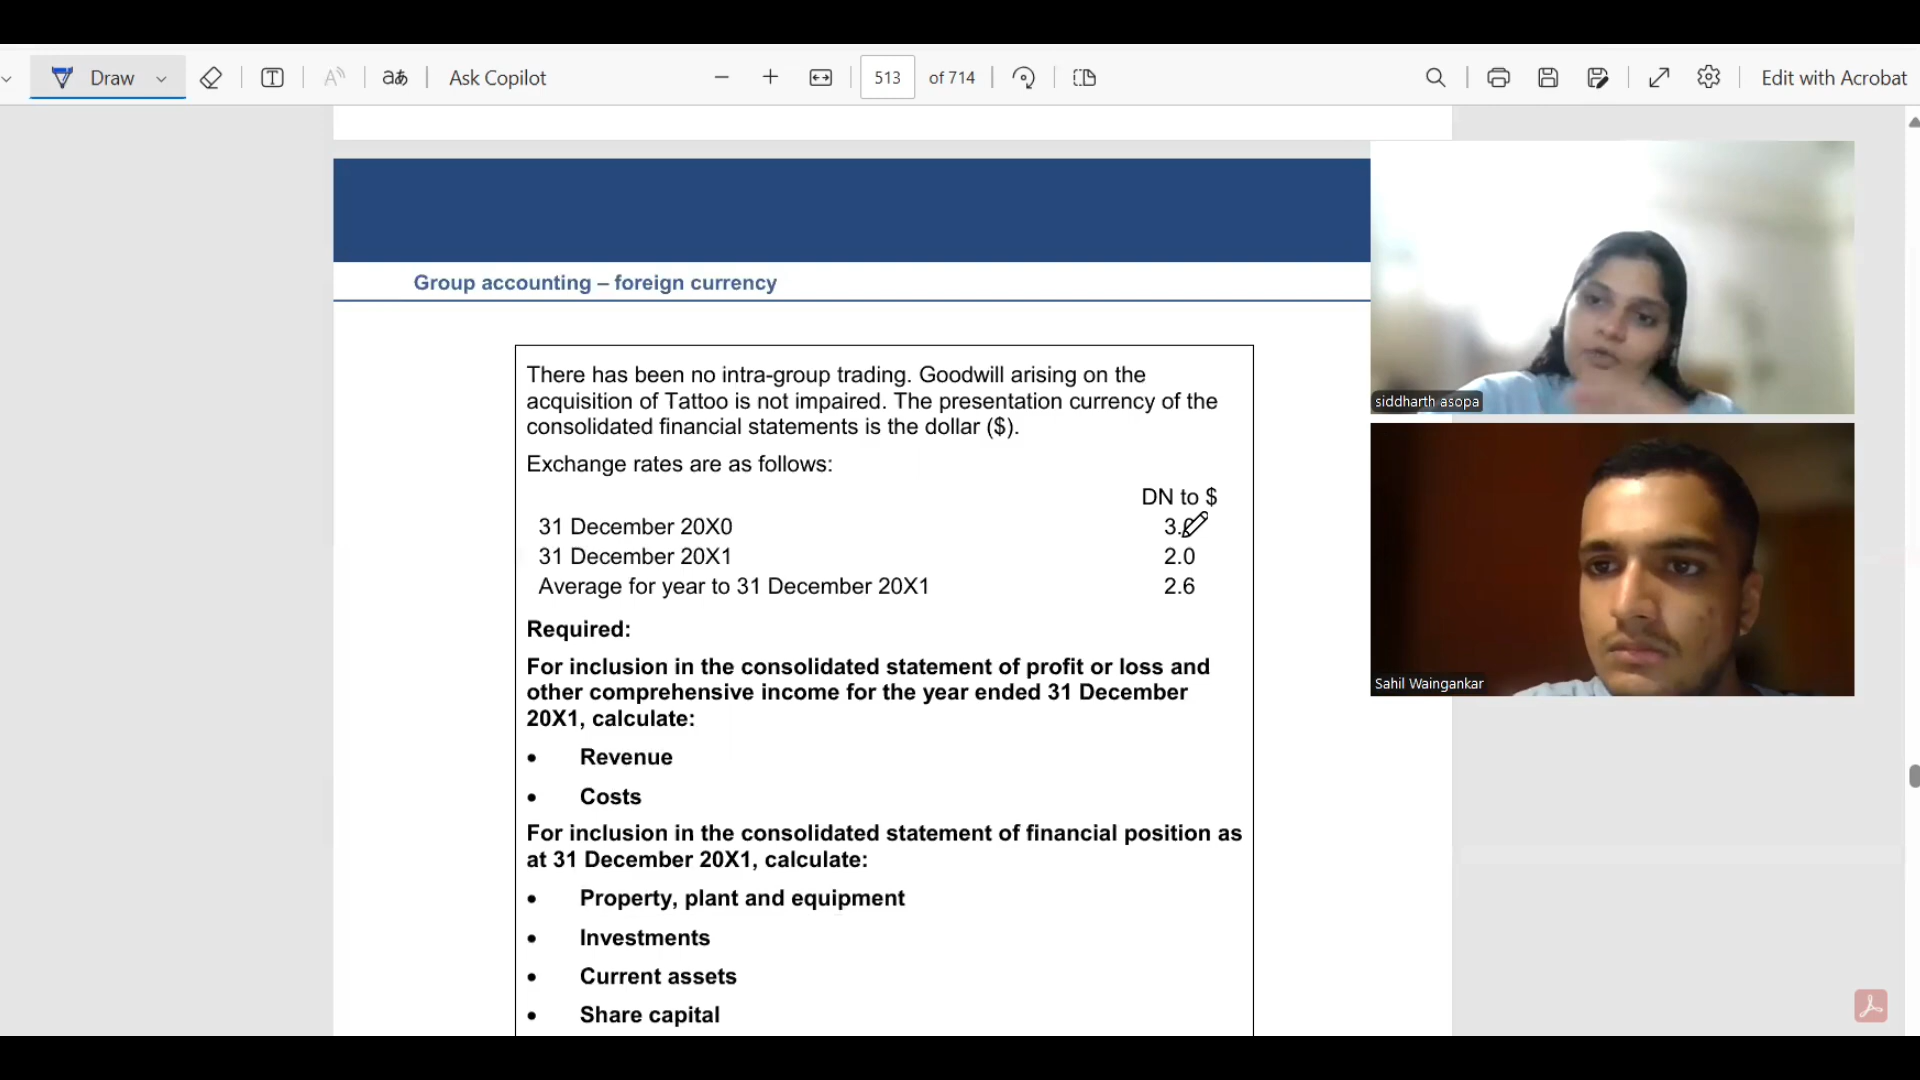 Draw
aあ
Ask Copilot
513 of 714
Edit with Acrobat
Group accounting – foreign currency
There has been no intra-group trading. Goodwill arising on the
acquisition of Tattoo is not impaired. The presentation currency of the
consolidated financial statements is the dollar ($).
Exchange rates are as follows:
DN to $
31 December 20X0
31 December 20X1 2.0
Average for year to 31 December 20X1 2.6
Required:
For inclusion in the consolidated statement of profit or loss and
other comprehensive income for the year ended 31 December
20X1, calculate:
• Revenue
• Costs
For inclusion in the consolidated statement of financial position as
at 31 December 20X1, calculate:
• Property, plant and equipment
• Investments
• Current assets
• Share capital
siddharth asopa
Sahil Waingankar